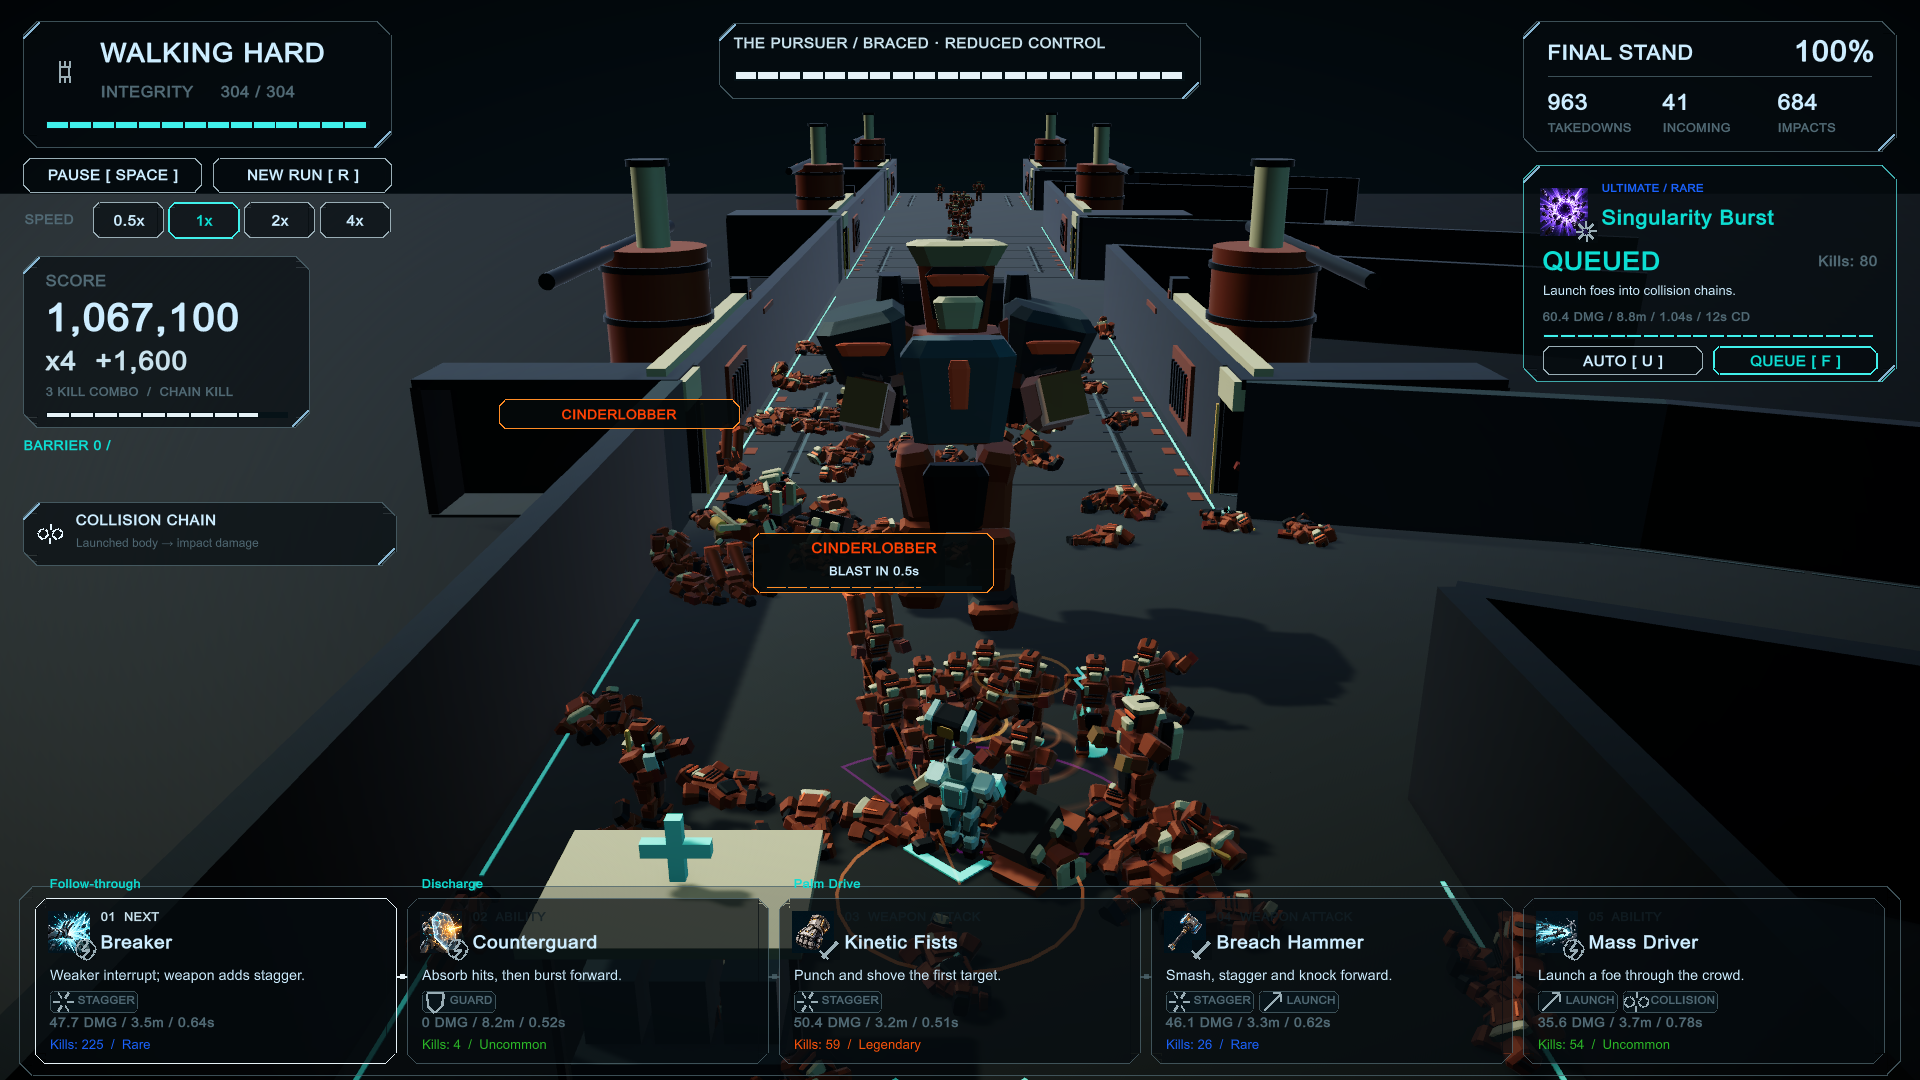 WALKING HARD
INTEGRITY 304 / 304
PAUSE [ SPACE ]
NEW RUN [ R ]
SPEED 0.5x 1x 2x 4x
SCORE
1,067,100
x4 +1,600
3 KILL COMBO / CHAIN KILL
BARRIER 0 /
COLLISION CHAIN
Launched body → impact damage
THE PURSUER / BRACED · REDUCED CONTROL
CINDERLOBBER
CINDERLOBBER
BLAST IN 0.5s
FINAL STAND 100%
963 41 684
TAKEDOWNS INCOMING IMPACTS
ULTIMATE / RARE
Singularity Burst
QUEUED Kills: 80
Launch foes into collision chains.
60.4 DMG / 8.8m / 1.04s / 12s CD
AUTO [ U ]
QUEUE [ F ]
Follow-through
01 NEXT
Breaker
Weaker interrupt; weapon adds stagger.
STAGGER
47.7 DMG / 3.5m / 0.64s
Kills: 225 / Rare
Discharge
02 ABILITY
Counterguard
Absorb hits, then burst forward.
GUARD
0 DMG / 8.2m / 0.52s
Kills: 4 / Uncommon
Palm Drive
03 WEAPON ATTACK
Kinetic Fists
Punch and shove the first target.
STAGGER
50.4 DMG / 3.2m / 0.51s
Kills: 59 / Legendary
04 WEAPON ATTACK
Breach Hammer
Smash, stagger and knock forward.
STAGGER LAUNCH
46.1 DMG / 3.3m / 0.62s
Kills: 26 / Rare
05 ABILITY
Mass Driver
Launch a foe through the crowd.
LAUNCH COLLISION
35.6 DMG / 3.7m / 0.78s
Kills: 54 / Uncommon